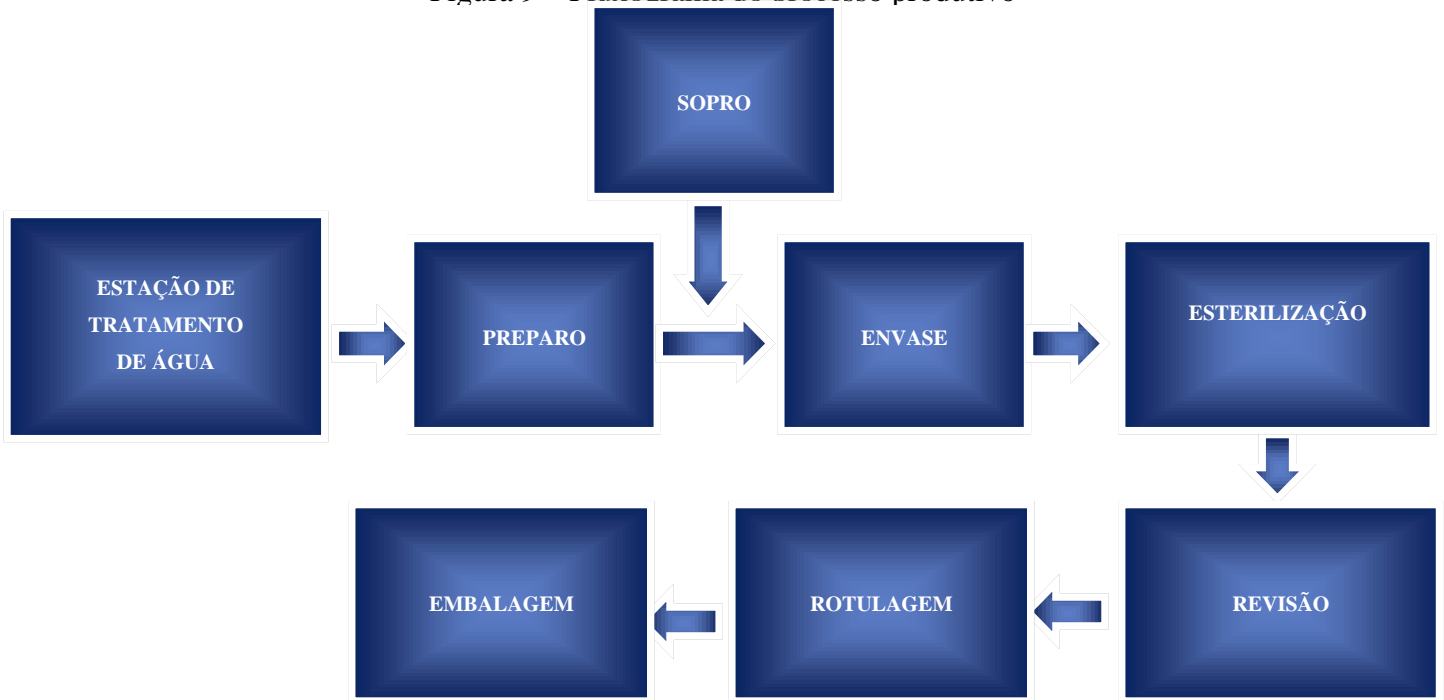 SOPRO
ESTAÇÃO DE
TRATAMENTO
DE ÁGUA
PREPARO
ENVASE
ESTERILIZAÇÃO
EMBALAGEM
ROTULAGEM
REVISÃO